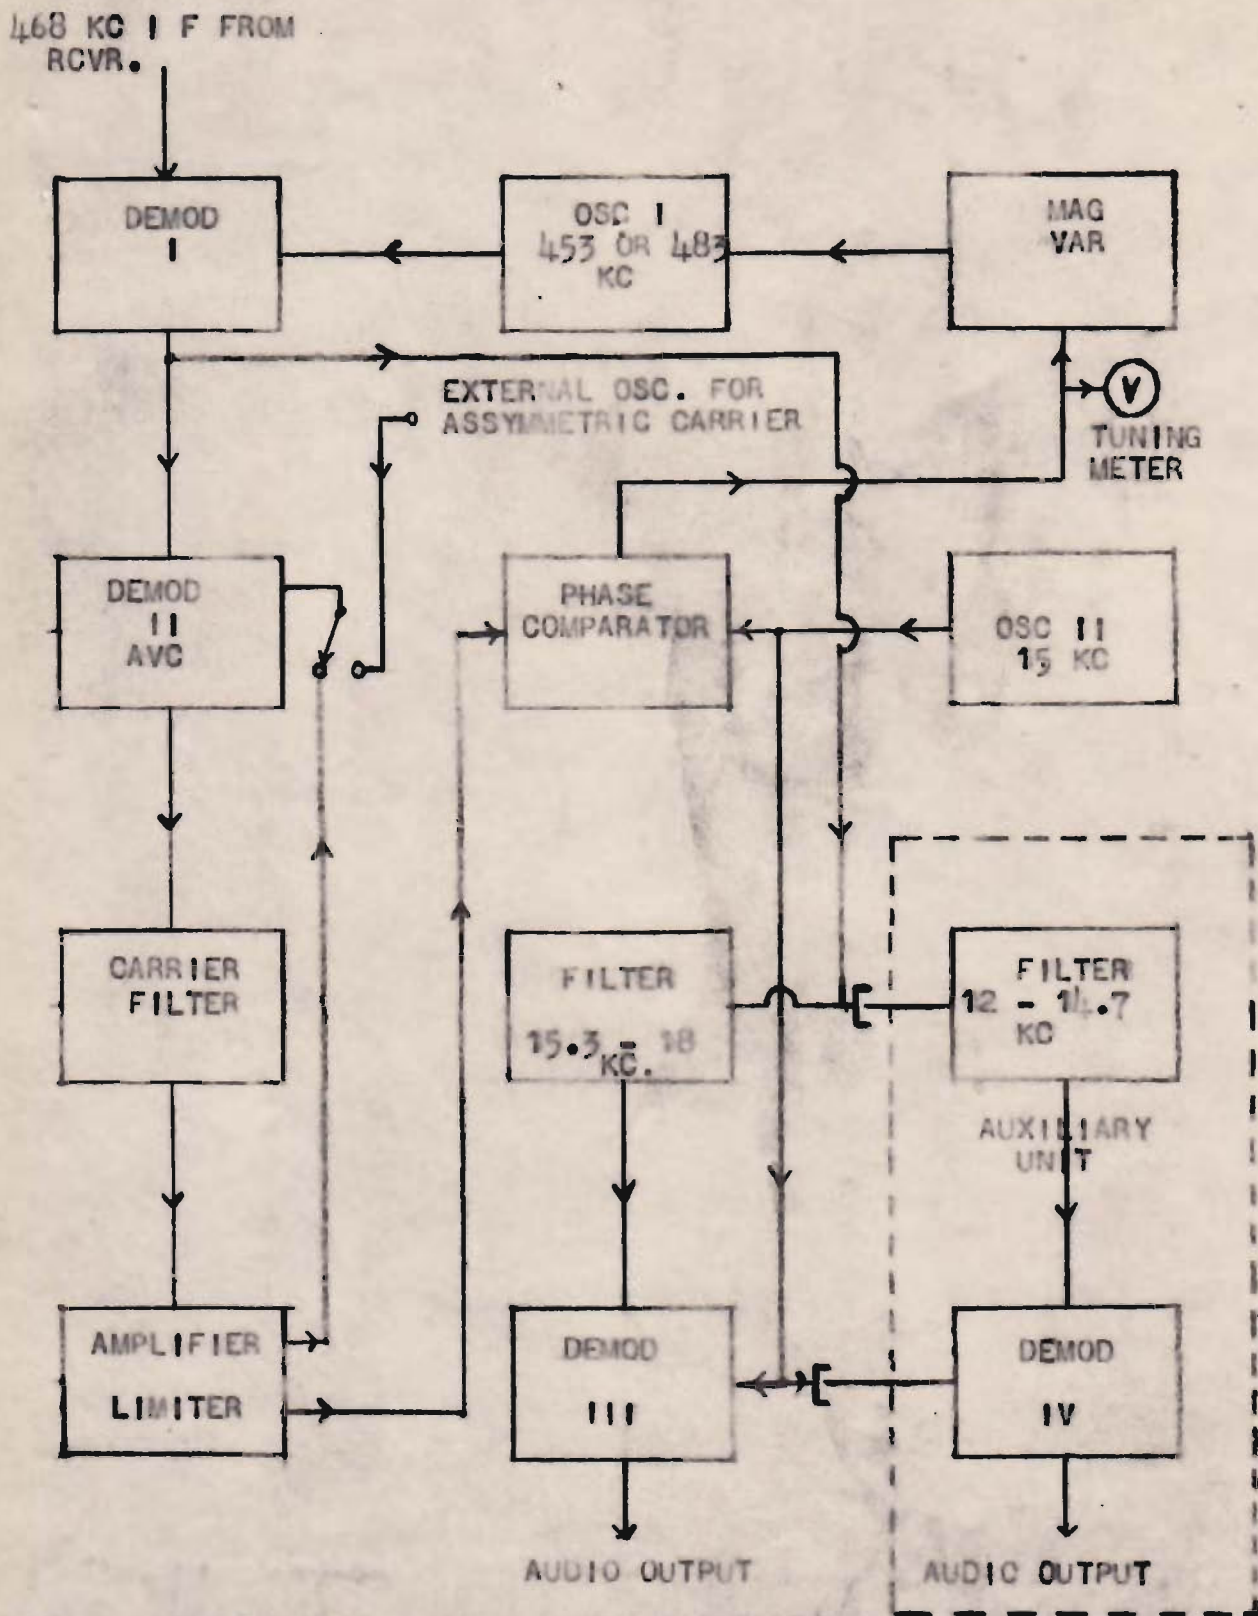 468 KC I F FROM
RCVR.
DEMOD
I
OSC I
453 OR 483
KC
MAG
VAR
EXTERNAL OSC. FOR
ASSYMMETRIC CARRIER
V
TUNING
METER
DEMOD
II
AVC
PHASE
COMPARATOR
OSC II
15 KC
CARRIER
FILTER
FILTER
15.3 - 18
KC.
FILTER
12 - 14.7
KC
AUXILIARY
UNIT
AMPLIFIER
LIMITER
DEMOD
III
DEMOD
IV
AUDIO OUTPUT
AUDIO OUTPUT